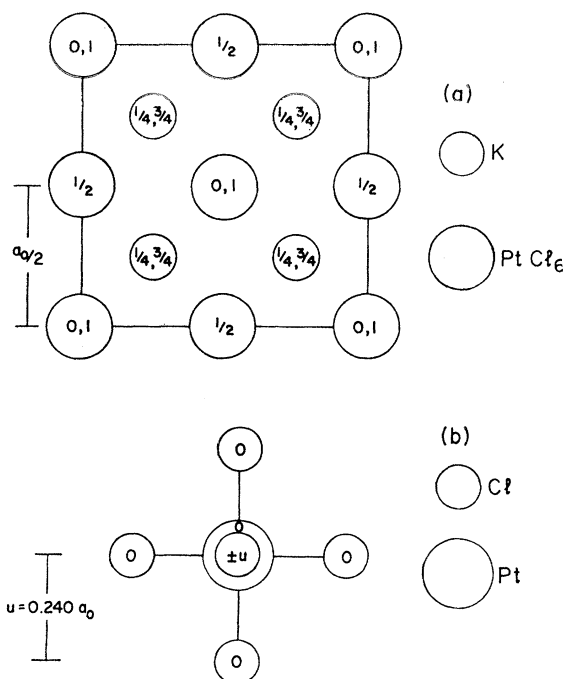 0,1 1/2 0,1
(a)
1/4,3/4 1/4,3/4
K
1/2 0,1 1/2
a₀/2
1/4,3/4 1/4,3/4
Pt Cl₆
0,1 1/2 0,1
(b)
0
Cl
0
0 ±u 0
Pt
u=0.240 a₀
0